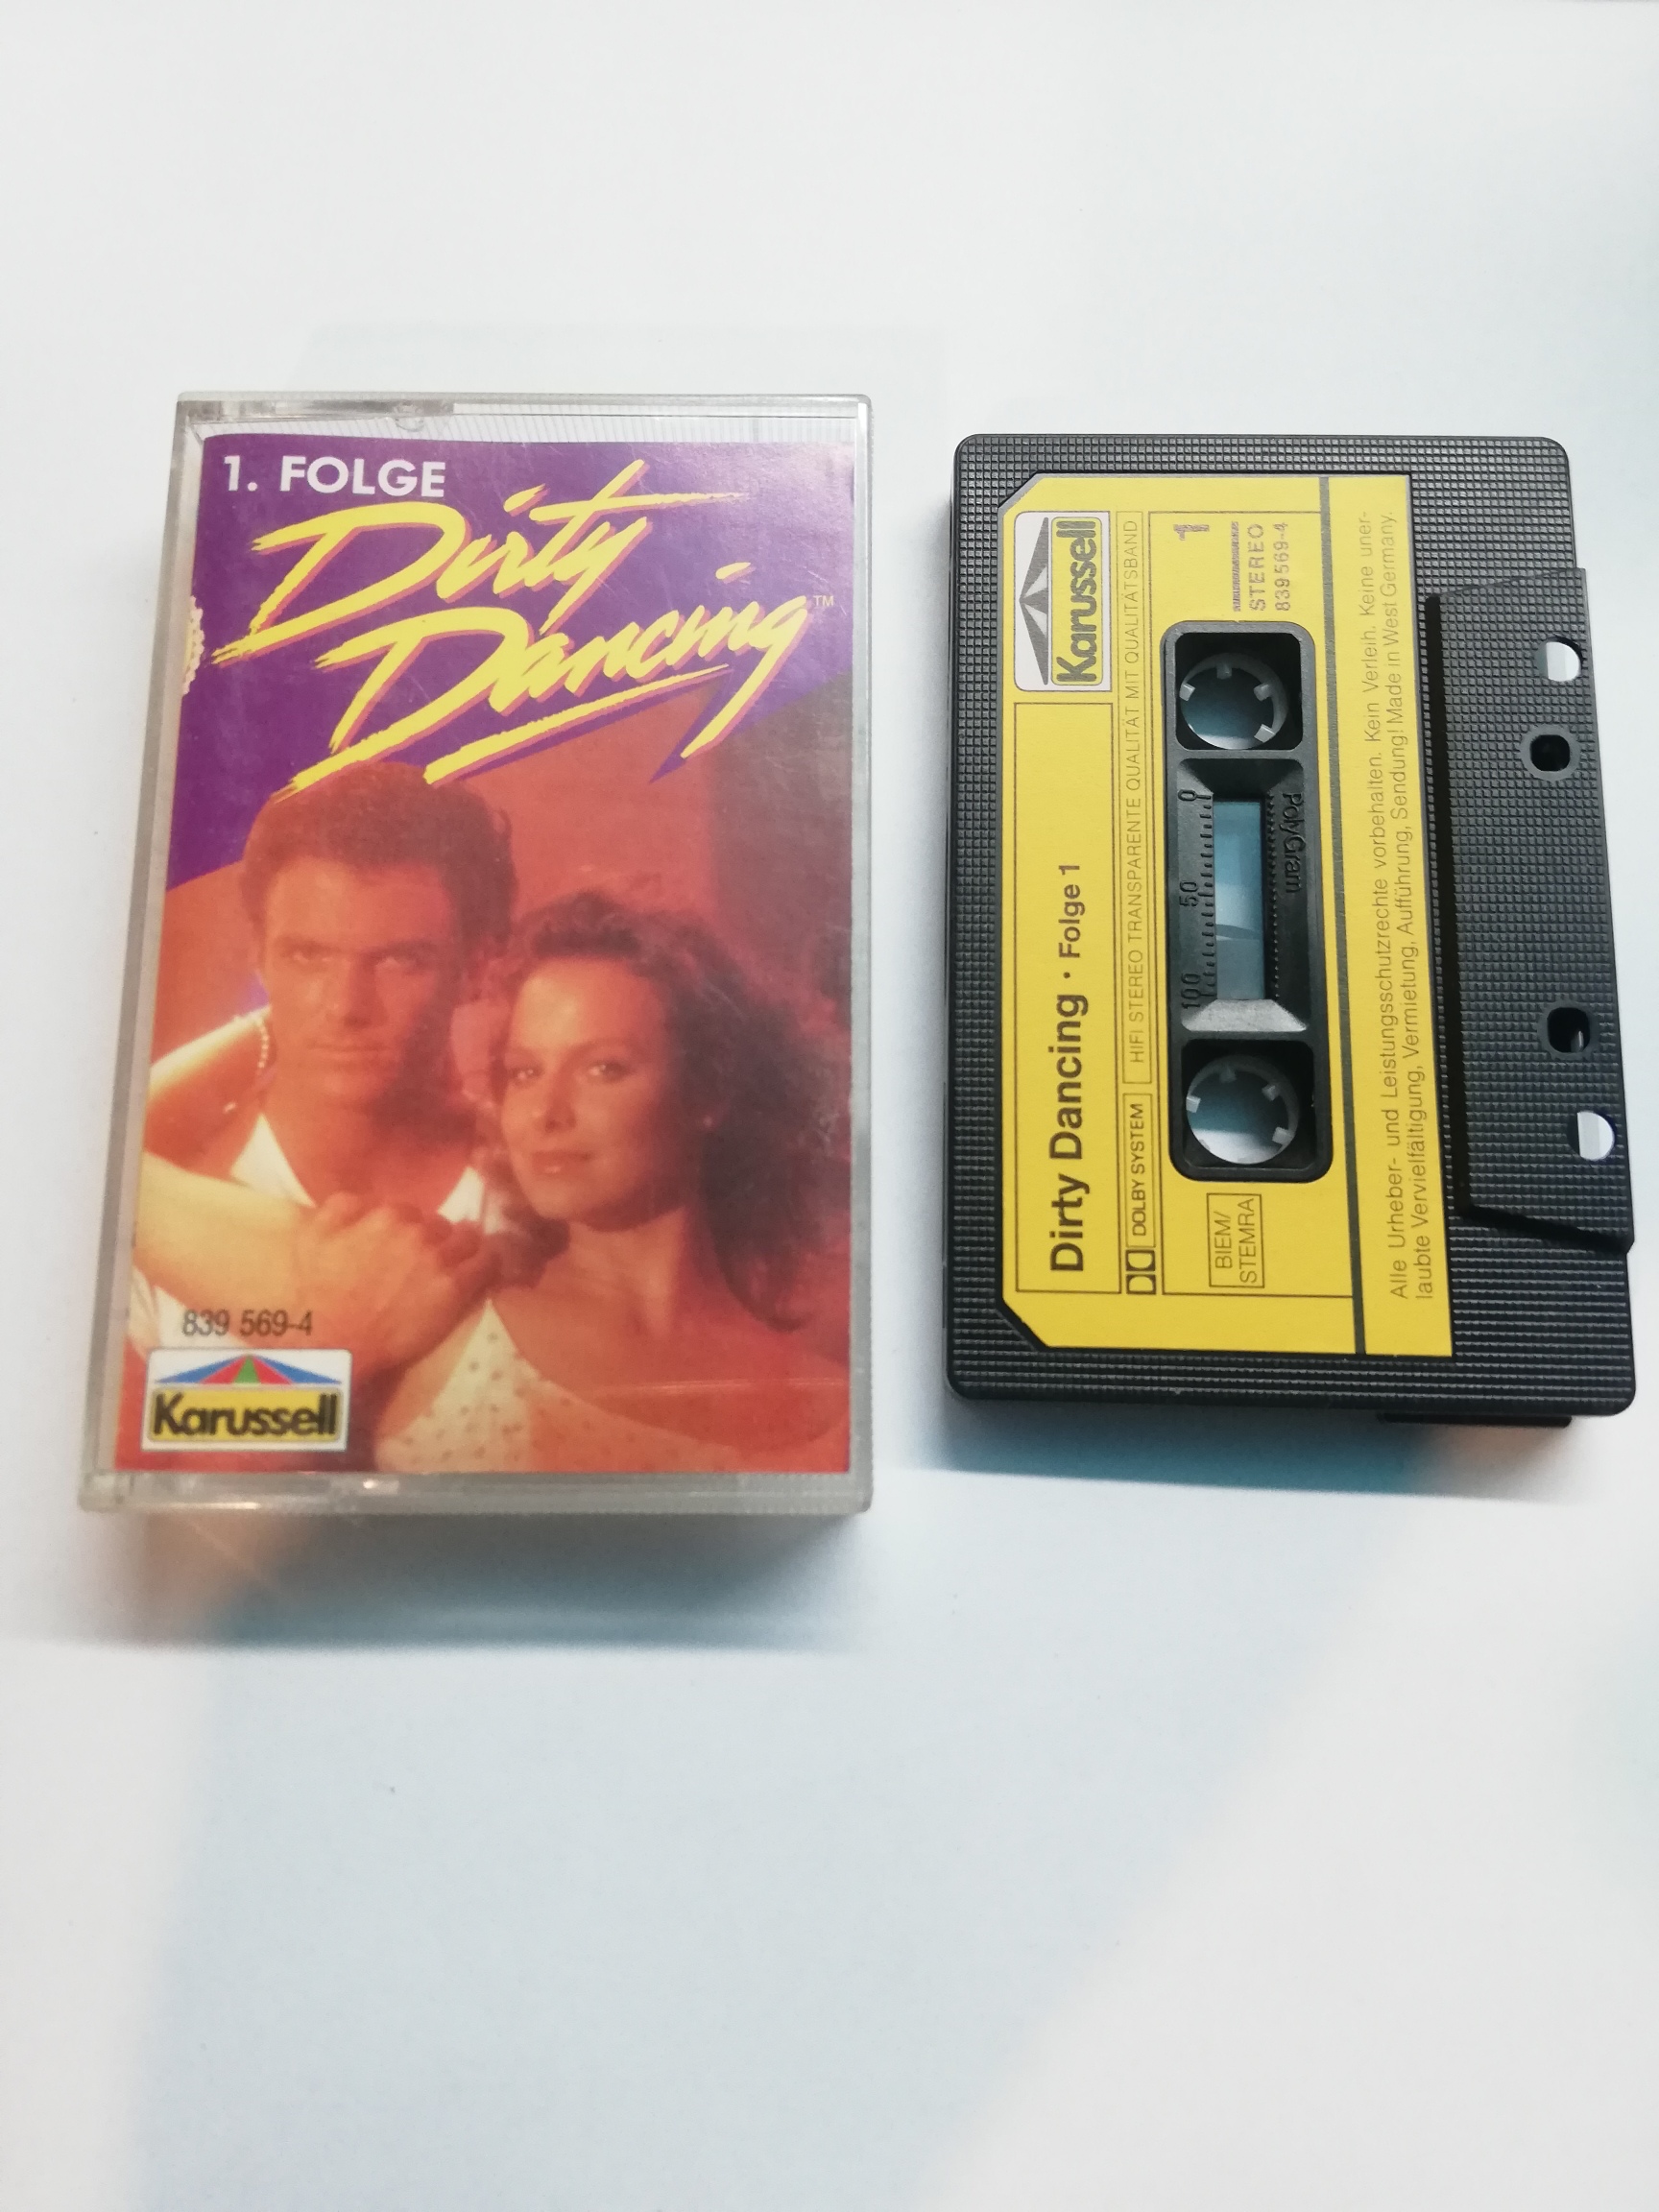 1. FOLGE
Dirty
Dancing™
839 569-4
Karussell
Karussell
Dirty Dancing · Folge 1
DOLBY SYSTEM
HIFI STEREO TRANSPARENTE QUALITÄT MIT QUALITÄTSBAND
1
STEREO
839 569-4
BIEM/
STEMRA
100 50 0
PolyGram
Alle Urheber- und Leistungsschutzrechte vorbehalten. Kein Verleih. Keine uner-
laubte Vervielfältigung, Vermietung, Aufführung, Sendung! Made in West Germany.